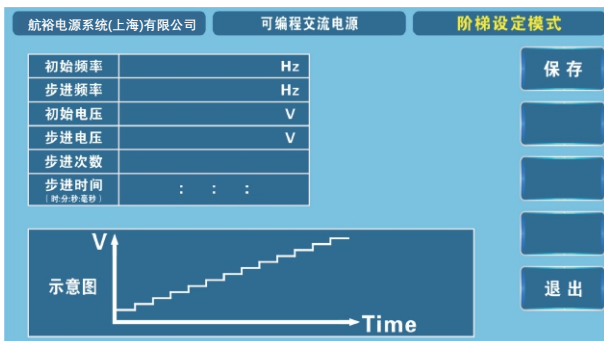 航裕电源系统(上海)有限公司 可编程交流电源 阶梯设定模式
初始频率 Hz
步进频率 Hz
初始电压 V
步进电压 V
步进次数
步进时间 : : :
(时:分:秒:毫秒)
保存
退出
V
示意图
Time